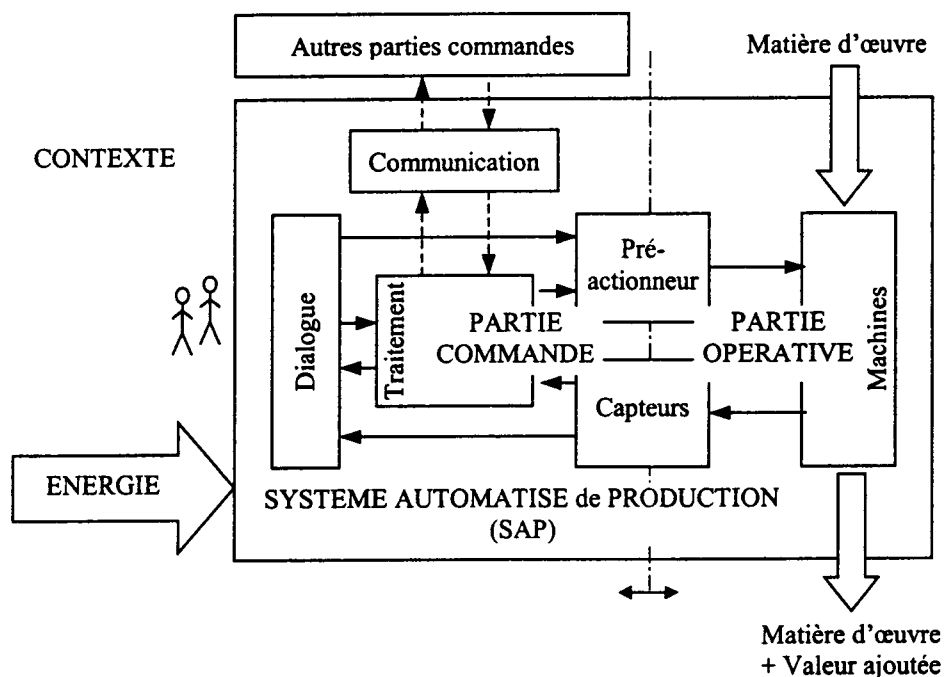 Autres parties commandes
Matière d'œuvre
CONTEXTE
Communication
Dialogue
Traitement
Pré-
actionneur
PARTIE
COMMANDE
PARTIE
OPERATIVE
Machines
Capteurs
ENERGIE
SYSTEME AUTOMATISE de PRODUCTION
(SAP)
Matière d'œuvre
+ Valeur ajoutée